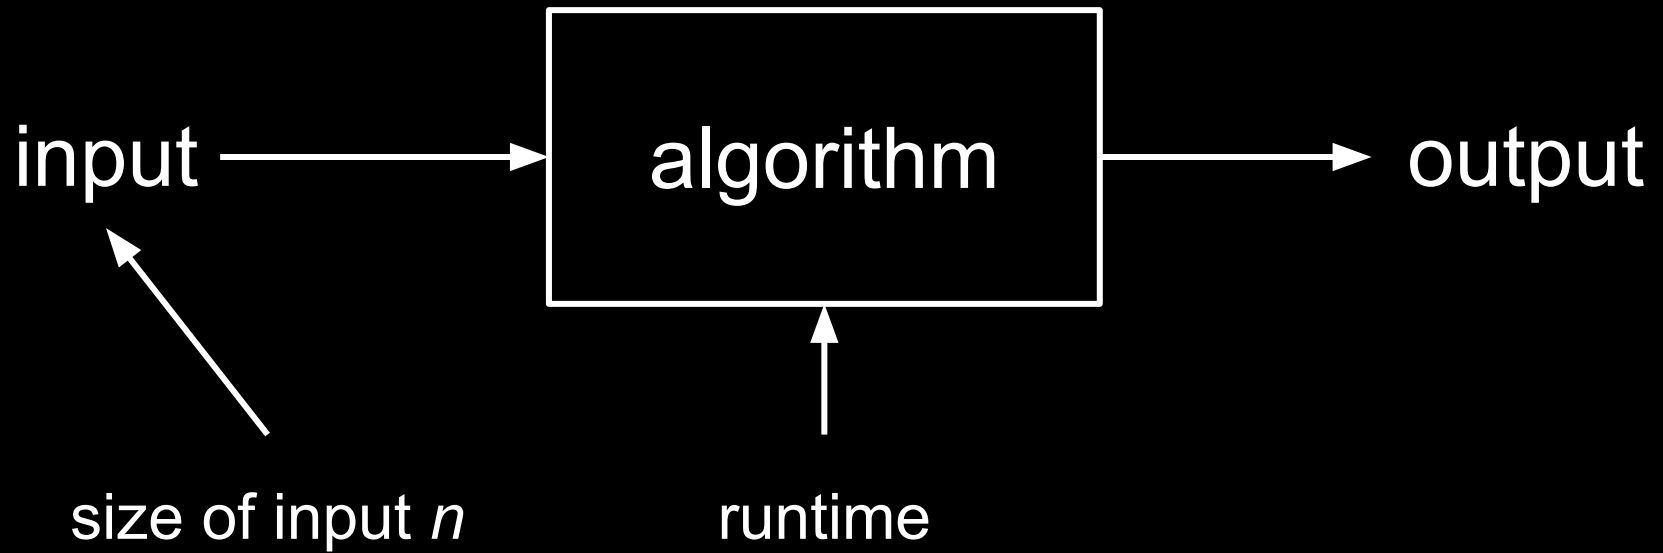 input
algorithm
output
size of input n
runtime